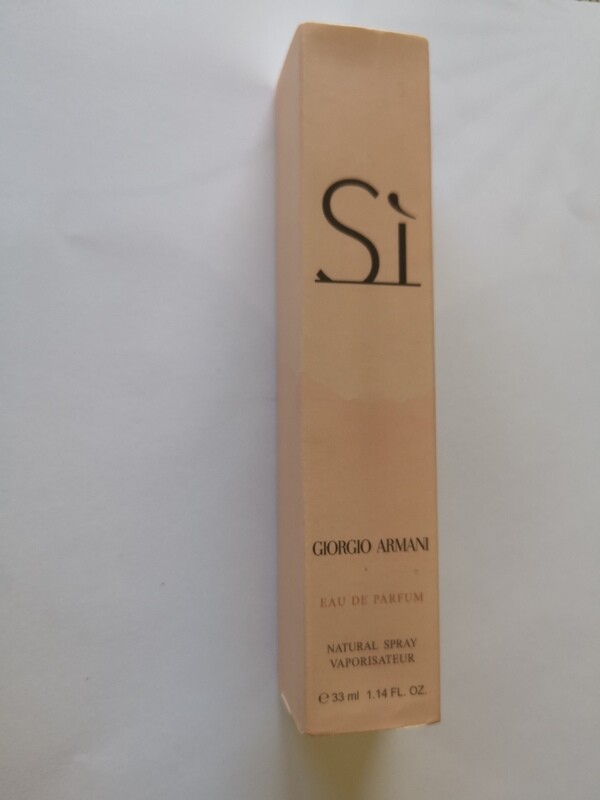 Sì
GIORGIO ARMANI
EAU DE PARFUM
NATURAL SPRAY
VAPORISATEUR
℮ 33 ml 1.14 FL. OZ.